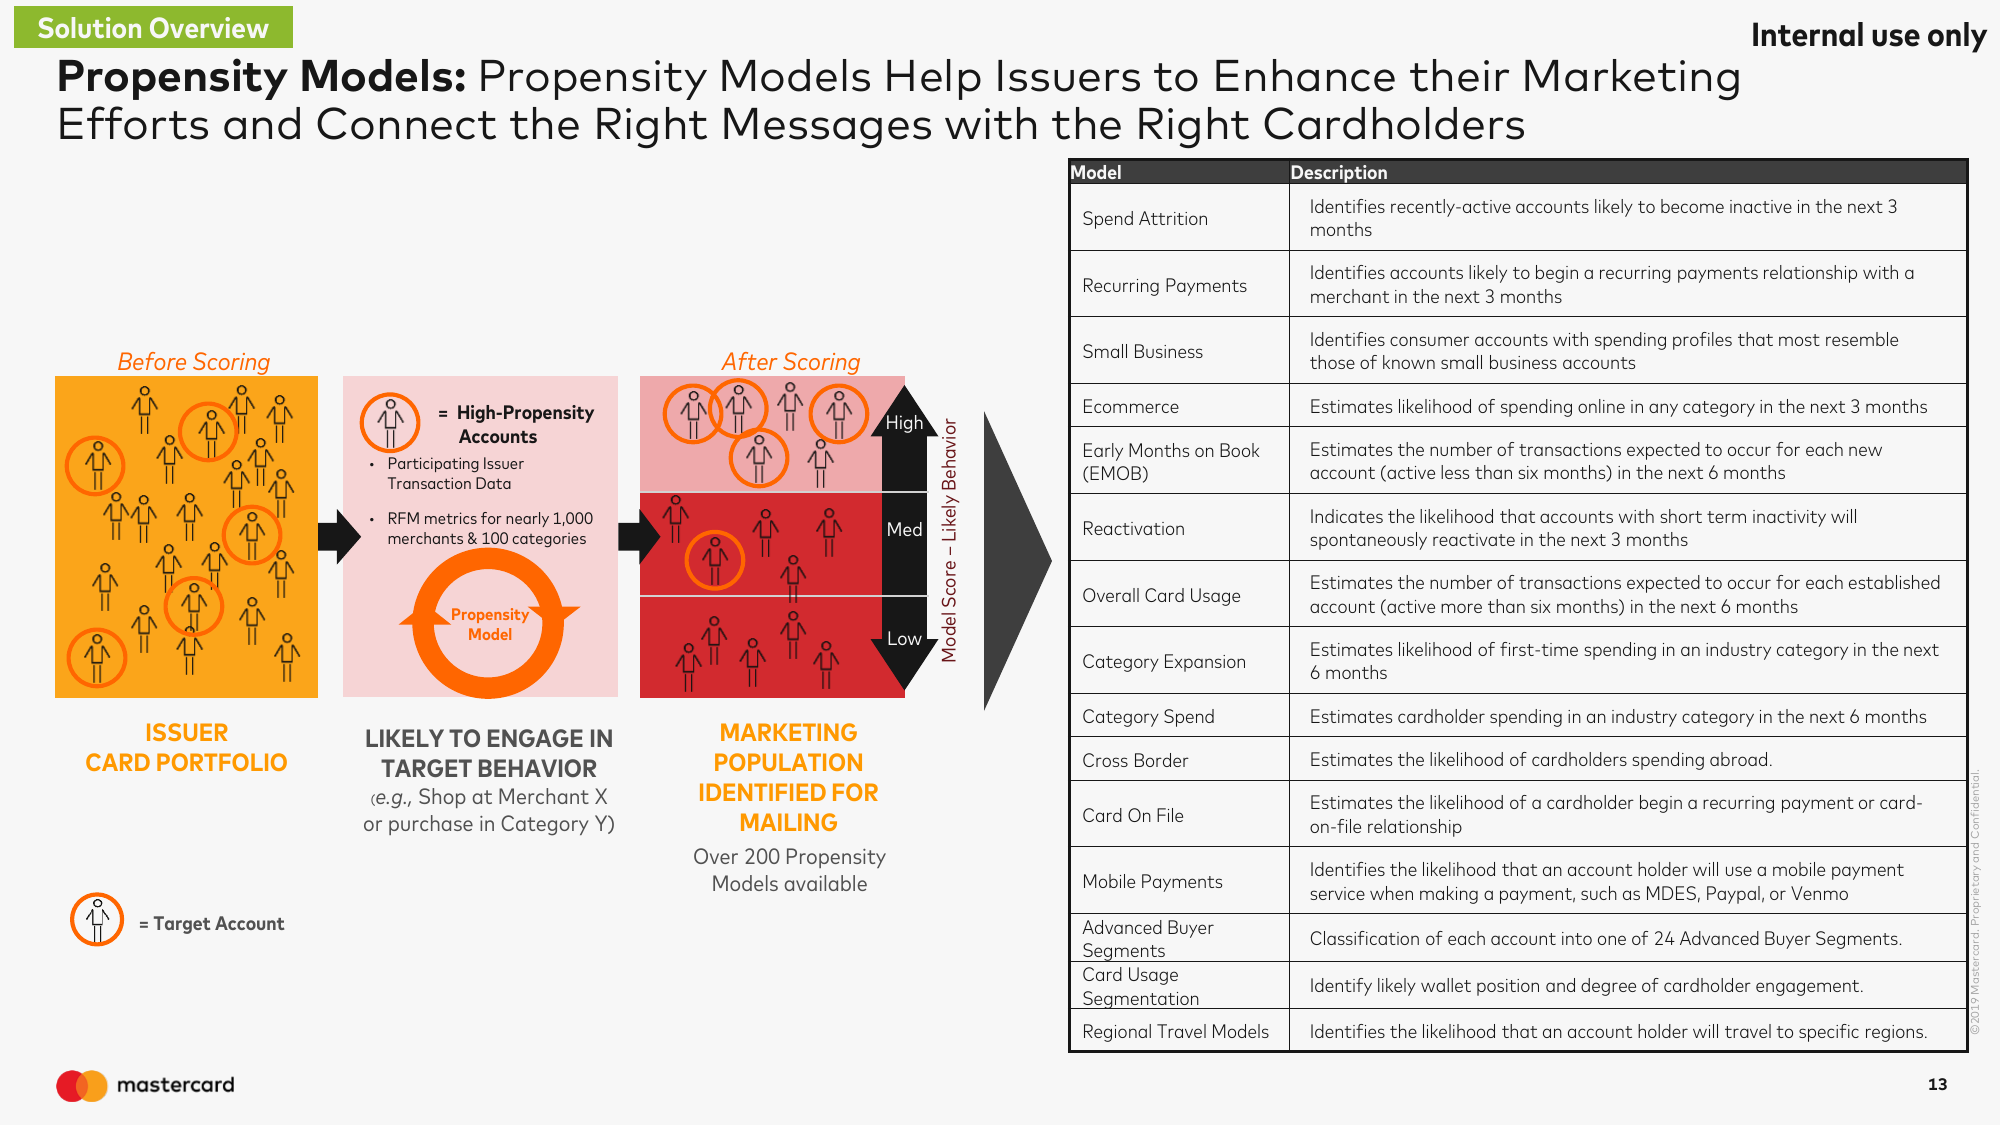 Solution Overview
Internal use only
Propensity Models: Propensity Models Help Issuers to Enhance their Marketing
Efforts and Connect the Right Messages with the Right Cardholders
Before Scoring
= High-Propensity
Accounts
• Participating Issuer
Transaction Data
• RFM metrics for nearly 1,000
merchants & 100 categories
Propensity
Model
After Scoring
High
Med
Low
Model Score – Likely Behavior
ISSUER
CARD PORTFOLIO
LIKELY TO ENGAGE IN
TARGET BEHAVIOR
(e.g., Shop at Merchant X
or purchase in Category Y)
MARKETING
POPULATION
IDENTIFIED FOR
MAILING
Over 200 Propensity
Models available
= Target Account
Model Description
Spend Attrition
Identifies recently-active accounts likely to become inactive in the next 3
months
Recurring Payments
Identifies accounts likely to begin a recurring payments relationship with a
merchant in the next 3 months
Small Business
Identifies consumer accounts with spending profiles that most resemble
those of known small business accounts
Ecommerce
Estimates likelihood of spending online in any category in the next 3 months
Early Months on Book
(EMOB)
Estimates the number of transactions expected to occur for each new
account (active less than six months) in the next 6 months
Reactivation
Indicates the likelihood that accounts with short term inactivity will
spontaneously reactivate in the next 3 months
Overall Card Usage
Estimates the number of transactions expected to occur for each established
account (active more than six months) in the next 6 months
Category Expansion
Estimates likelihood of first-time spending in an industry category in the next
6 months
Category Spend
Estimates cardholder spending in an industry category in the next 6 months
Cross Border
Estimates the likelihood of cardholders spending abroad.
Card On File
Estimates the likelihood of a cardholder begin a recurring payment or card-
on-file relationship
Mobile Payments
Identifies the likelihood that an account holder will use a mobile payment
service when making a payment, such as MDES, Paypal, or Venmo
Advanced Buyer
Segments
Classification of each account into one of 24 Advanced Buyer Segments.
Card Usage
Segmentation
Identify likely wallet position and degree of cardholder engagement.
Regional Travel Models
Identifies the likelihood that an account holder will travel to specific regions.
©2019 Mastercard. Proprietary and Confidential.
mastercard
13